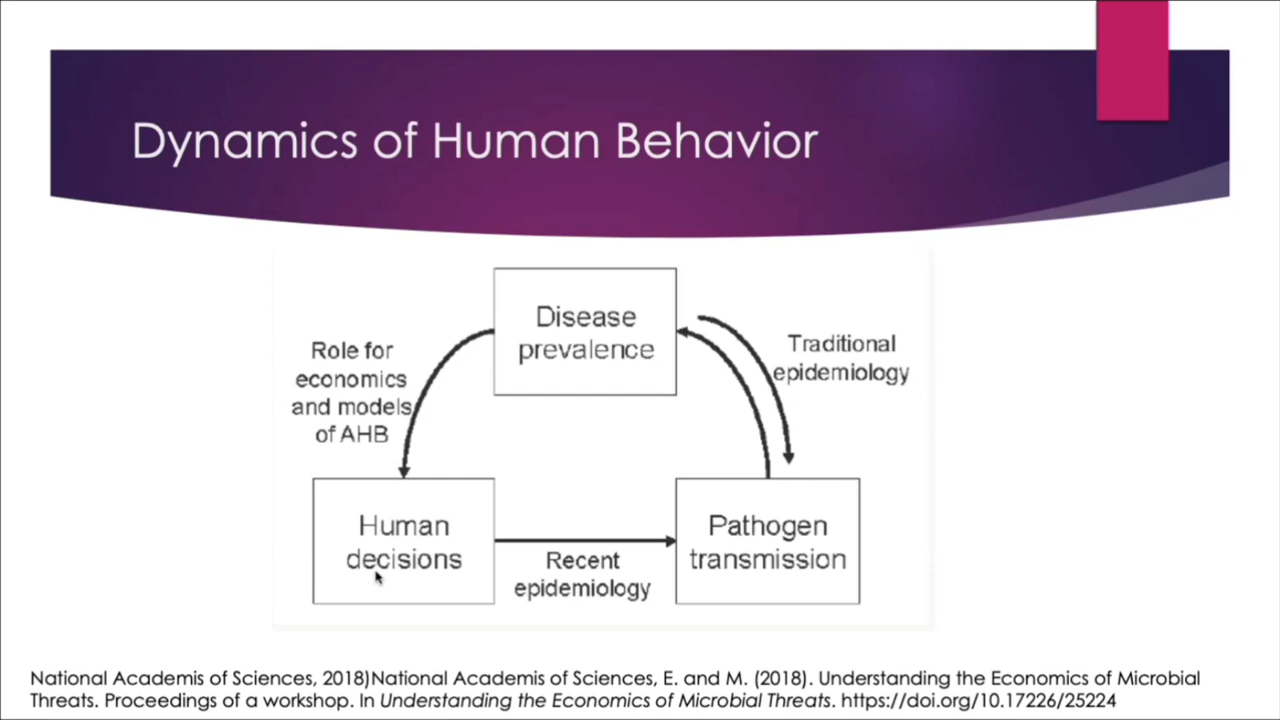 Dynamics of Human Behavior
Disease
prevalence
Role for
economics
and models
of AHB
Traditional
epidemiology
Human
decisions
Recent
epidemiology
Pathogen
transmission
National Academis of Sciences, 2018)National Academis of Sciences, E. and M. (2018). Understanding the Economics of Microbial
Threats. Proceedings of a workshop. In Understanding the Economics of Microbial Threats. https://doi.org/10.17226/25224